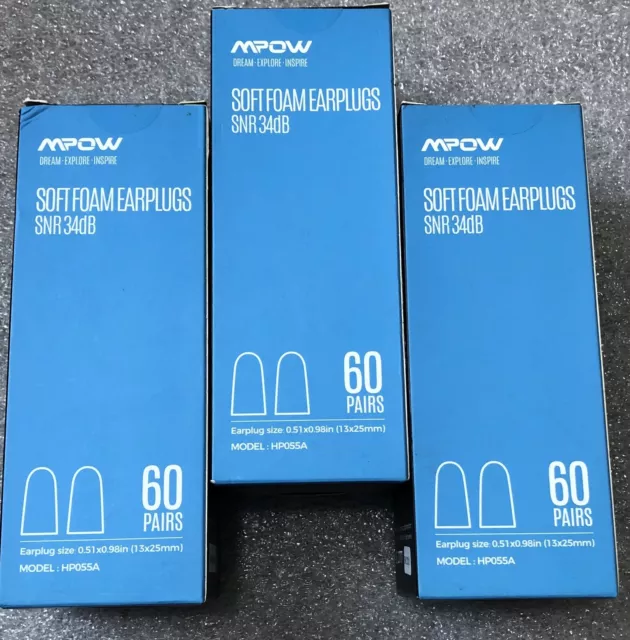 MPOW
DREAM · EXPLORE · INSPIRE
SOFT FOAM EARPLUGS
SNR 34dB
60
PAIRS
Earplug size: 0.51x0.98in (13x25mm)
MODEL : HP055A
MPOW
DREAM · EXPLORE · INSPIRE
SOFT FOAM EARPLUGS
SNR 34dB
60
PAIRS
Earplug size: 0.51x0.98in (13x25mm)
MODEL : HP055A
MPOW
DREAM · EXPLORE · INSPIRE
SOFT FOAM EARPLUGS
SNR 34dB
60
PAIRS
Earplug size: 0.51x0.98in (13x25mm)
MODEL : HP055A